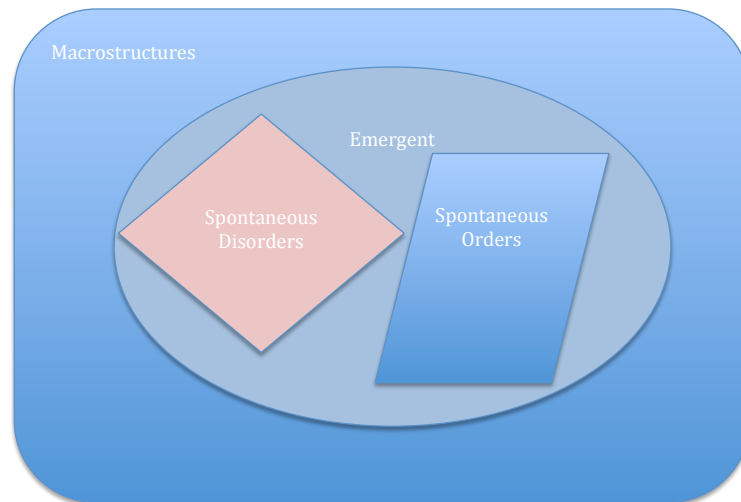 Macrostructures
Emergent
Spontaneous
Disorders
Spontaneous
Orders